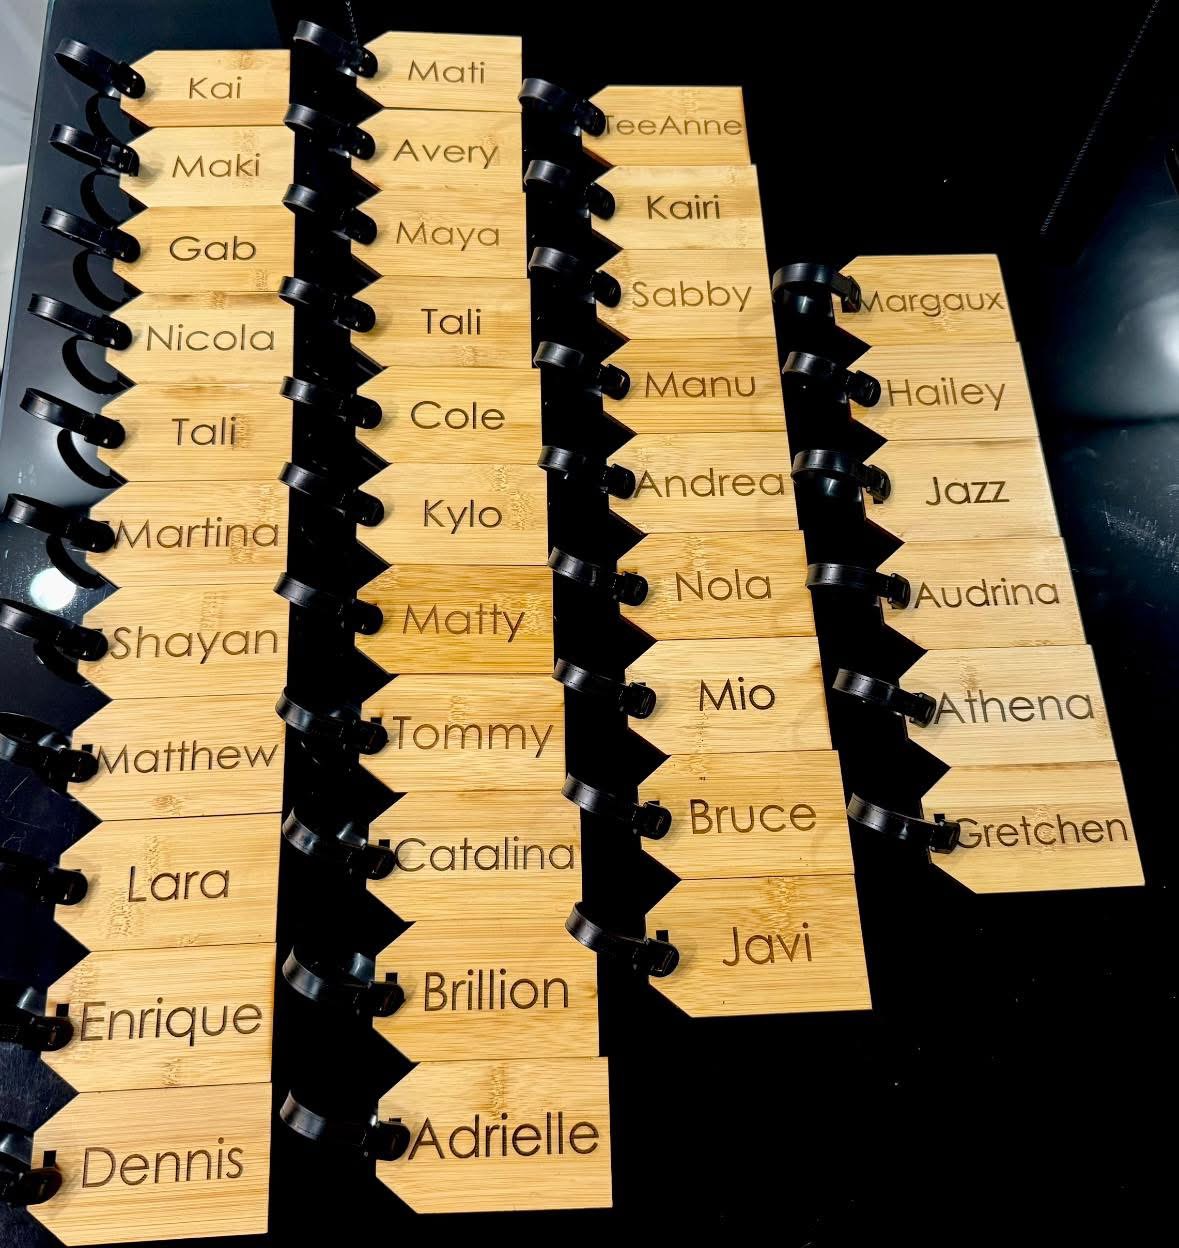 Kai
Maki
Gab
Nicola
Tali
Martina
Shayan
Matthew
Lara
Enrique
Dennis
Mati
Avery
Maya
Tali
Cole
Kylo
Matty
Tommy
Catalina
Brillion
Adrielle
TeeAnne
Kairi
Sabby
Manu
Andrea
Nola
Mio
Bruce
Javi
Margaux
Hailey
Jazz
Audrina
Athena
Gretchen